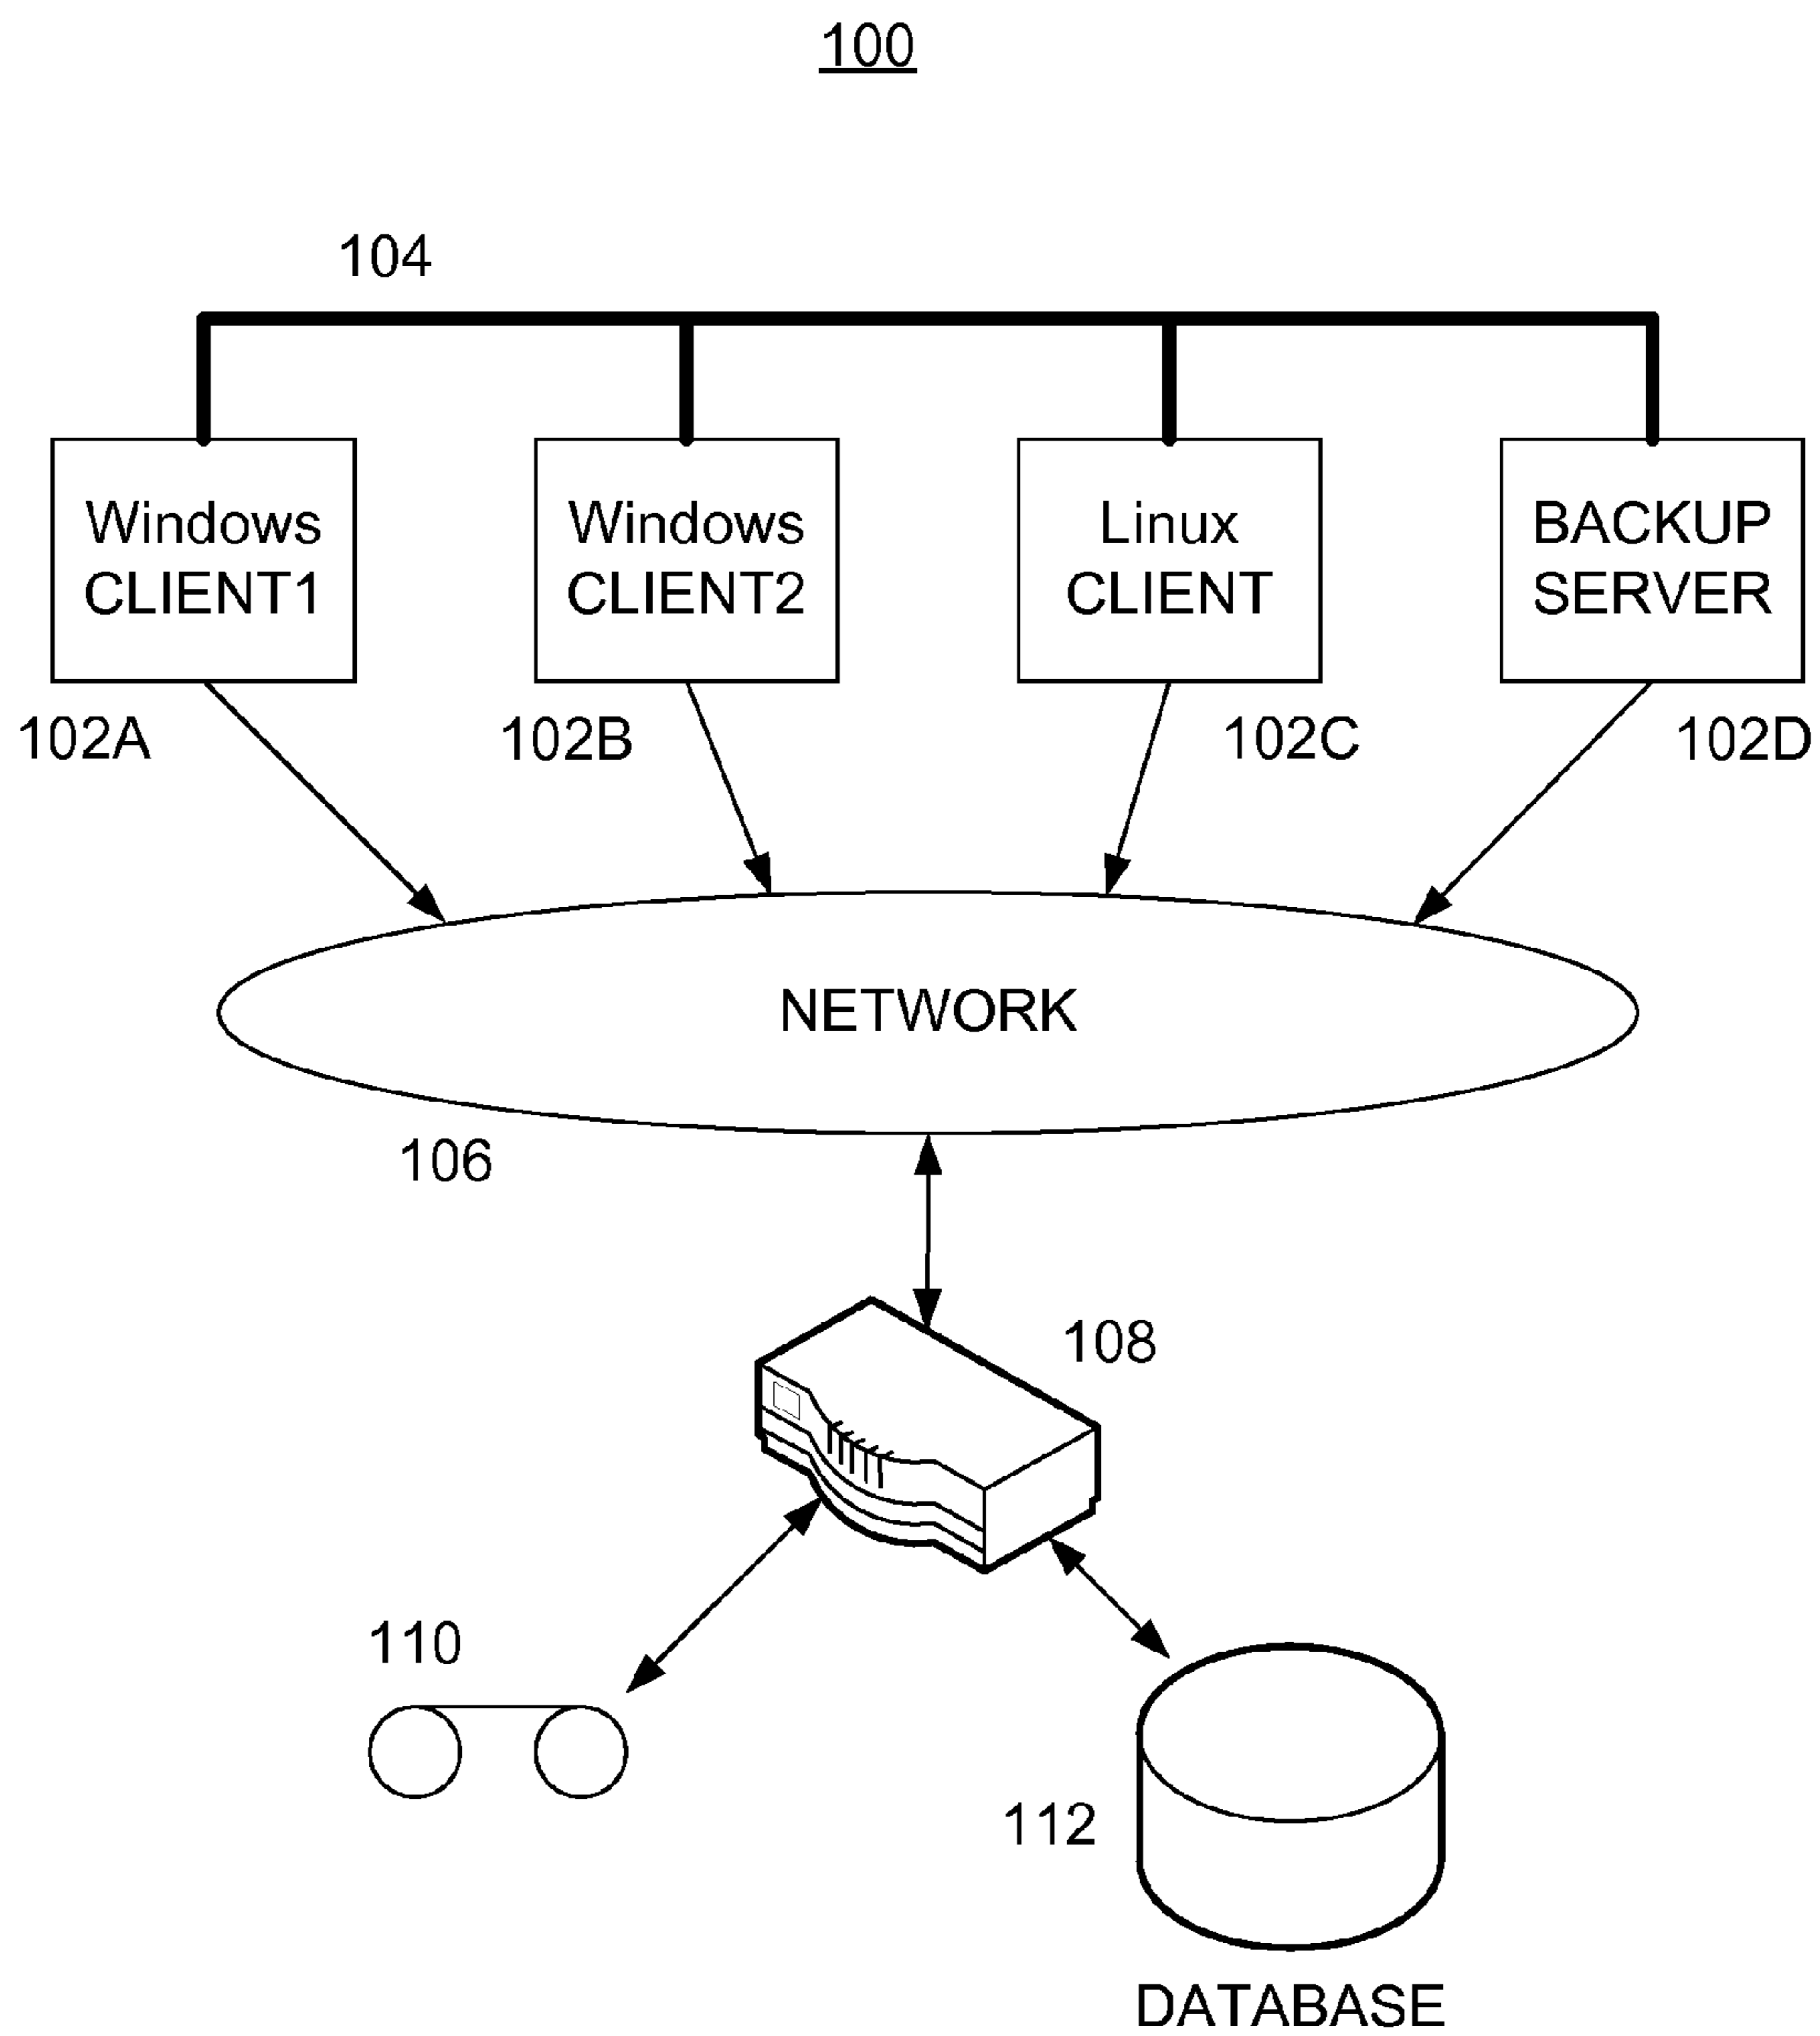 100
104
Windows
CLIENT1
Windows
CLIENT2
Linux
CLIENT
BACKUP
SERVER
102A
102B
102C
102D
NETWORK
106
108
110
112
DATABASE